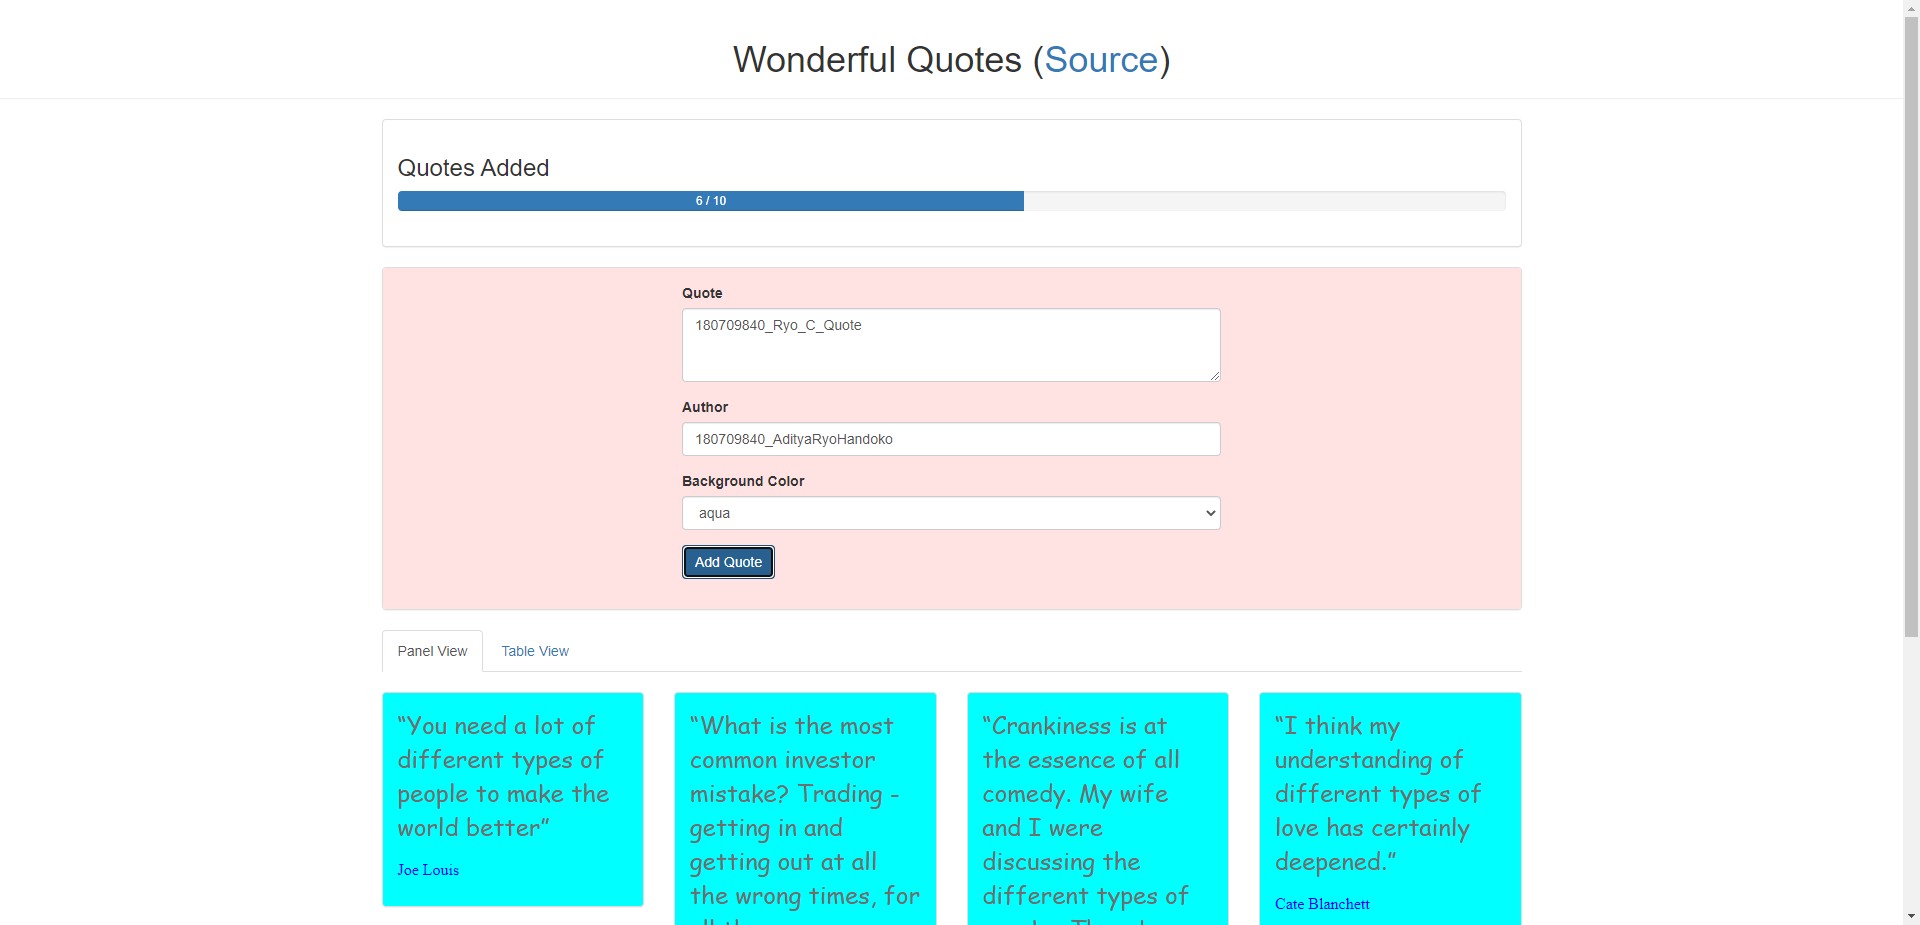 Wonderful Quotes (Source)
Quotes Added
6 / 10
Quote
180709840_Ryo_C_Quote
Author
180709840_AdityaRyoHandoko
Background Color
aqua
Add Quote
Panel View
Table View
“You need a lot of
different types of
people to make the
world better”
Joe Louis
“What is the most
common investor
mistake? Trading -
getting in and
getting out at all
the wrong times, for
“Crankiness is at
the essence of all
comedy. My wife
and I were
discussing the
different types of
“I think my
understanding of
different types of
love has certainly
deepened.”
Cate Blanchett